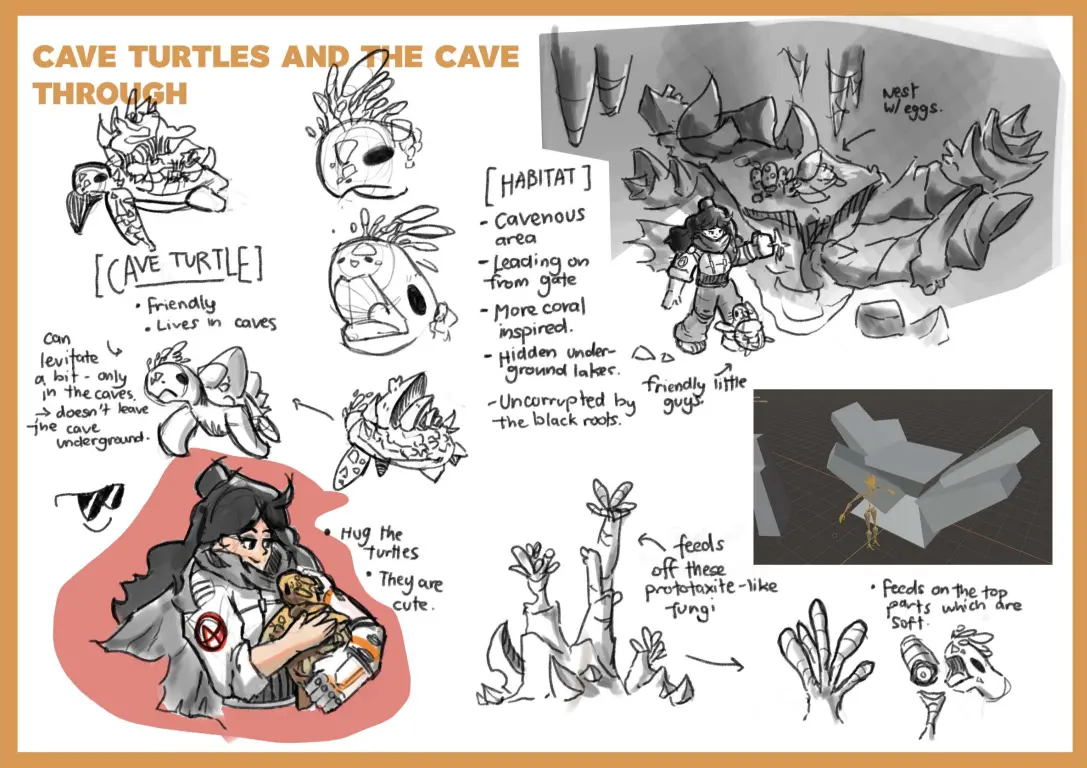 CAVE TURTLES AND THE CAVE
THROUGH
[CAVE TURTLE]
• Friendly
• Lives in caves
Can
levitate
a bit - only
in the caves.
→ doesn't leave
the cave
underground.
• Hug the
turtles
• They are
cute.
[HABITAT]
- Cavenous
area
- Leading on
from gate
- More coral
inspired.
- Hidden under-
ground lakes.
- Uncorrupted by
the black roots.
Nest
w/ eggs.
friendly little
guys
feeds
off these
prototaxite-like
fungi
• Feeds on the top
parts which are
soft.